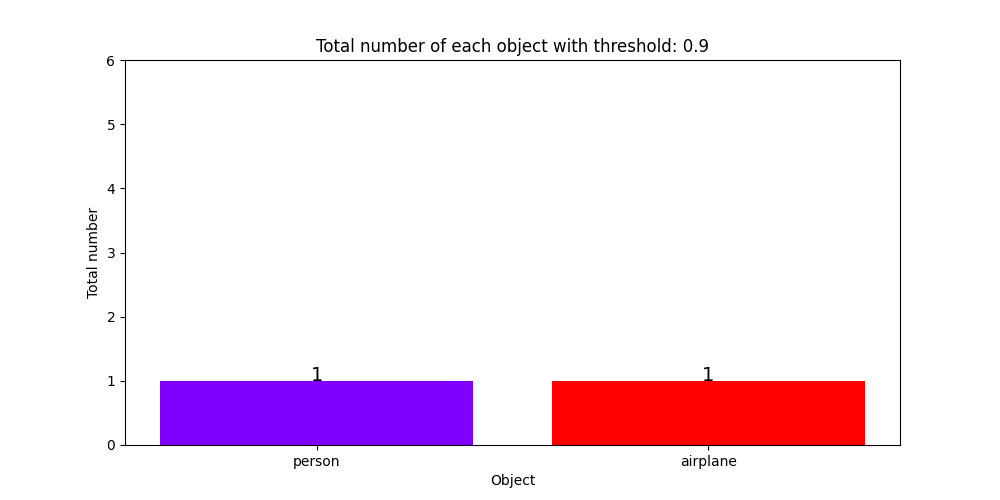 Total number of each object with threshold: 0.9
6
5
4
3
2
1
0
Total number
1
1
person
airplane
Object